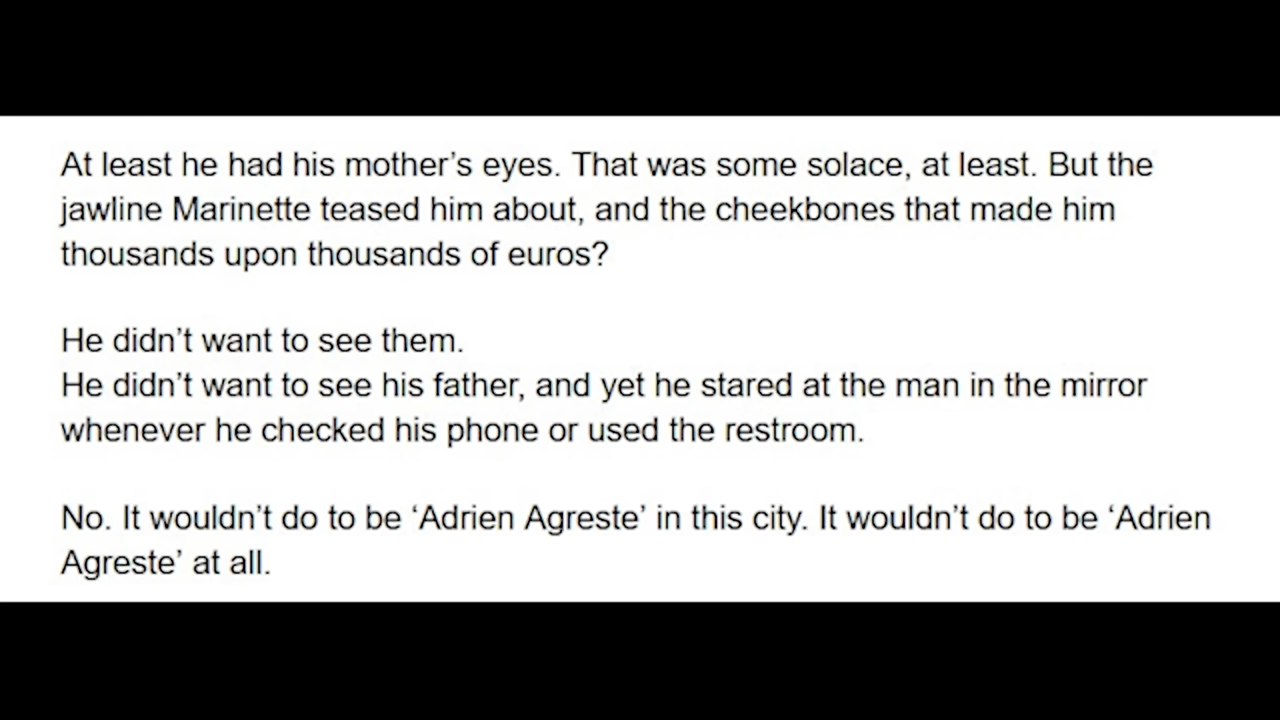 At least he had his mother’s eyes. That was some solace, at least. But the
jawline Marinette teased him about, and the cheekbones that made him
thousands upon thousands of euros?
He didn’t want to see them.
He didn’t want to see his father, and yet he stared at the man in the mirror
whenever he checked his phone or used the restroom.
No. It wouldn’t do to be ‘Adrien Agreste’ in this city. It wouldn’t do to be ‘Adrien
Agreste’ at all.